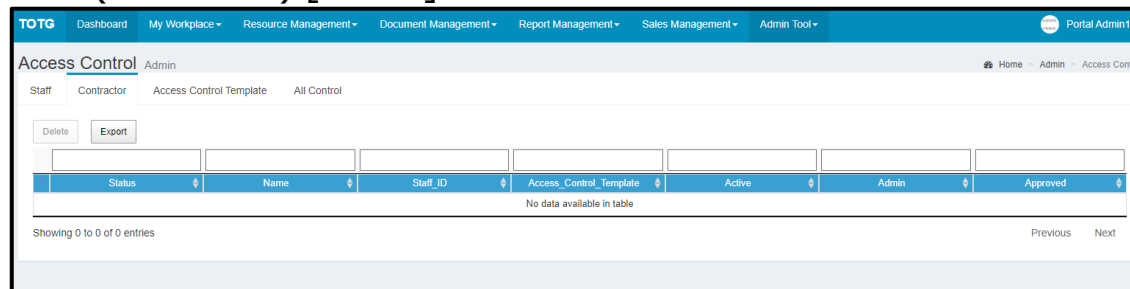 TOTG Dashboard My Workplace Resource Management Document Management Report Management Sales Management Admin Tool Portal Admin1
Access Control Admin Home > Admin > Access Con
Staff Contractor Access Control Template All Control
Delete Export
Status Name Staff_ID Access_Control_Template Active Admin Approved
No data available in table
Showing 0 to 0 of 0 entries Previous Next